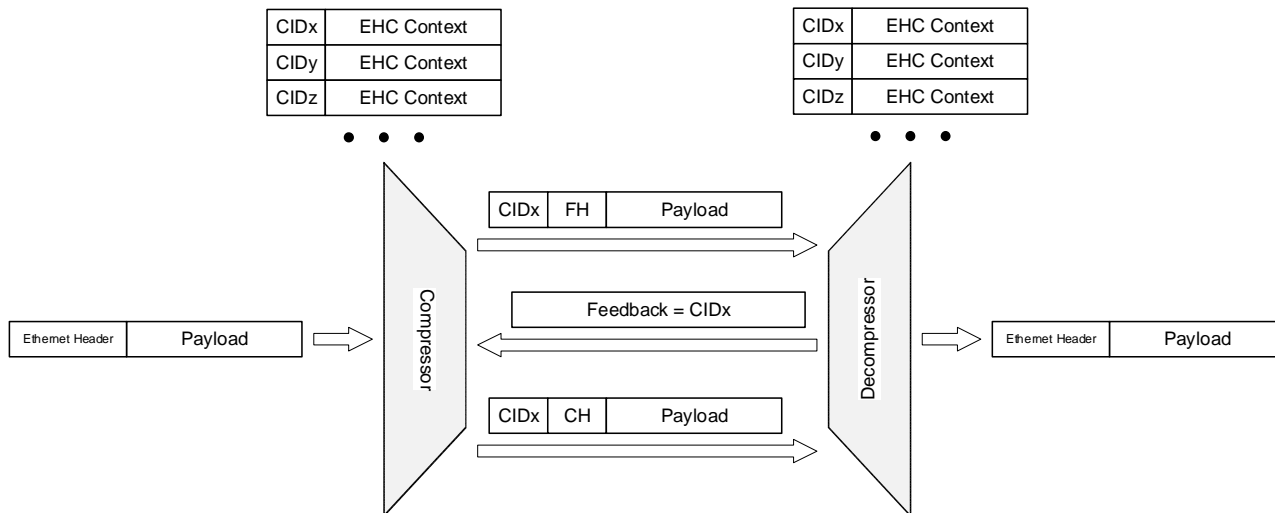 CIDx EHC Context
CIDy EHC Context
CIDz EHC Context
CIDx EHC Context
CIDy EHC Context
CIDz EHC Context
CIDx FH Payload
Feedback = CIDx
CIDx CH Payload
Ethernet Header Payload
Compressor
Decompressor
Ethernet Header Payload